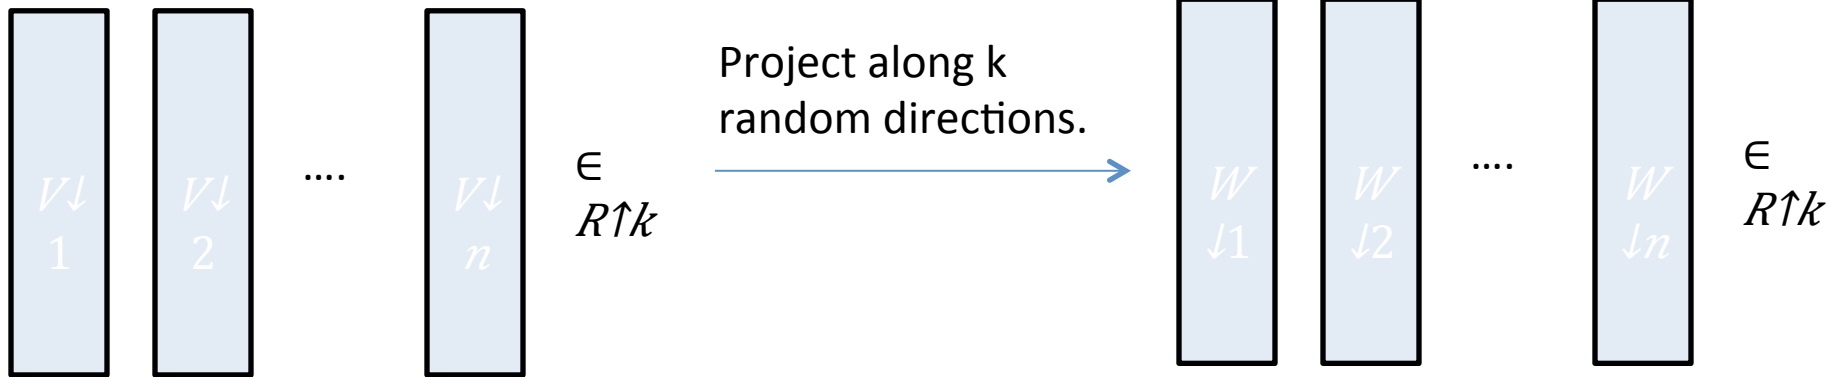 V↓
1
V↓
2
....
V↓
n
∈
R↑k
Project along k
random directions.
W
↓1
W
↓2
....
W
↓n
∈
R↑k